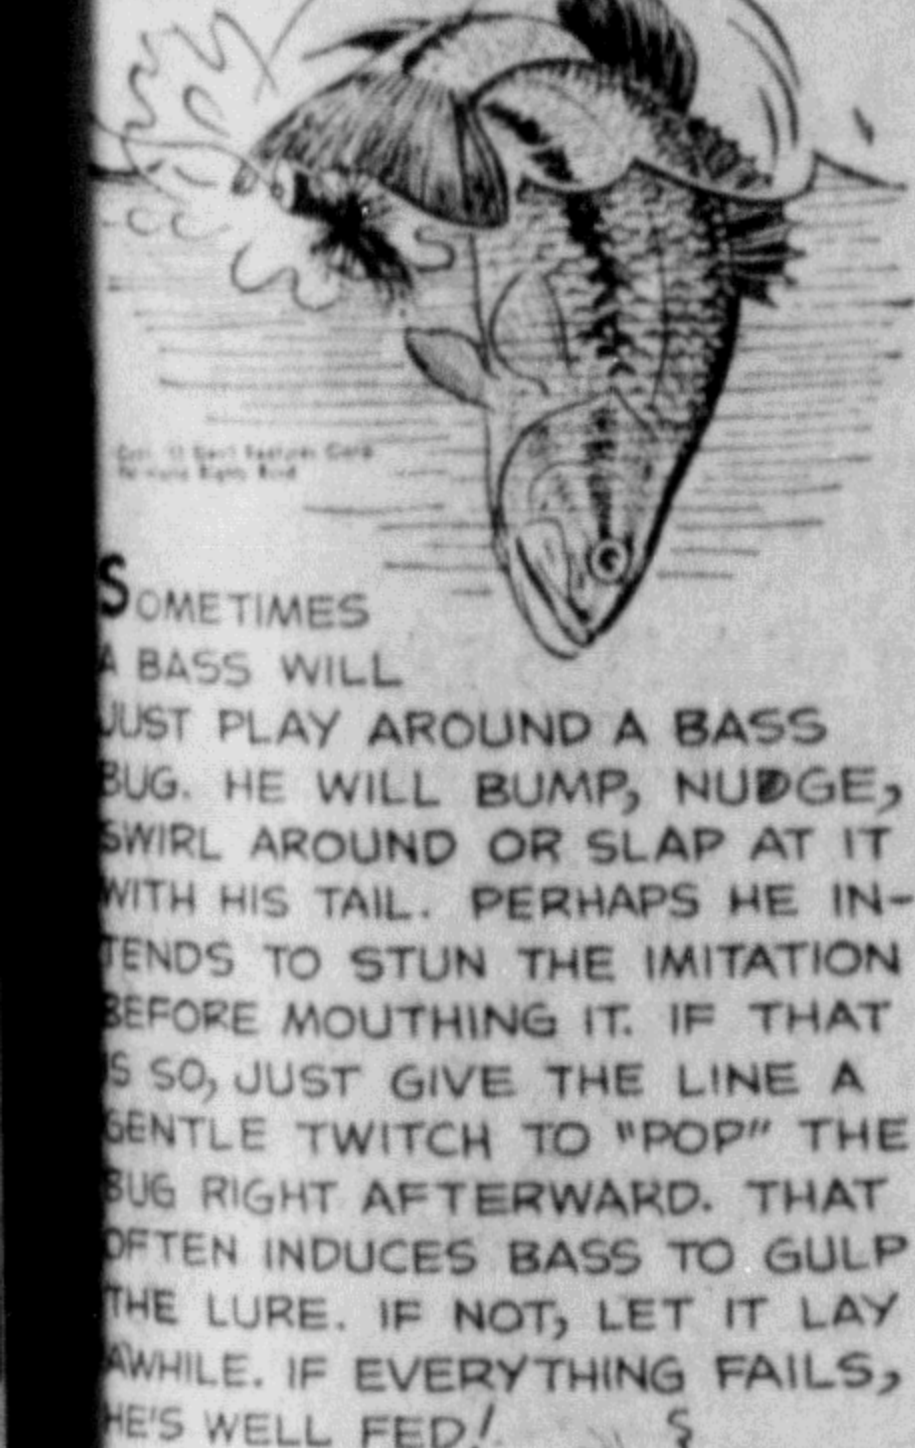 SOMETIMES
A BASS WILL
JUST PLAY AROUND A BASS
BUG. HE WILL BUMP, NUDGE,
SWIRL AROUND OR SLAP AT IT
WITH HIS TAIL. PERHAPS HE IN-
TENDS TO STUN THE IMITATION
BEFORE MOUTHING IT. IF THAT
IS SO, JUST GIVE THE LINE A
GENTLE TWITCH TO "POP" THE
BUG RIGHT AFTERWARD. THAT
OFTEN INDUCES BASS TO GULP
THE LURE. IF NOT, LET IT LAY
AWHILE. IF EVERYTHING FAILS,
HE'S WELL FED!